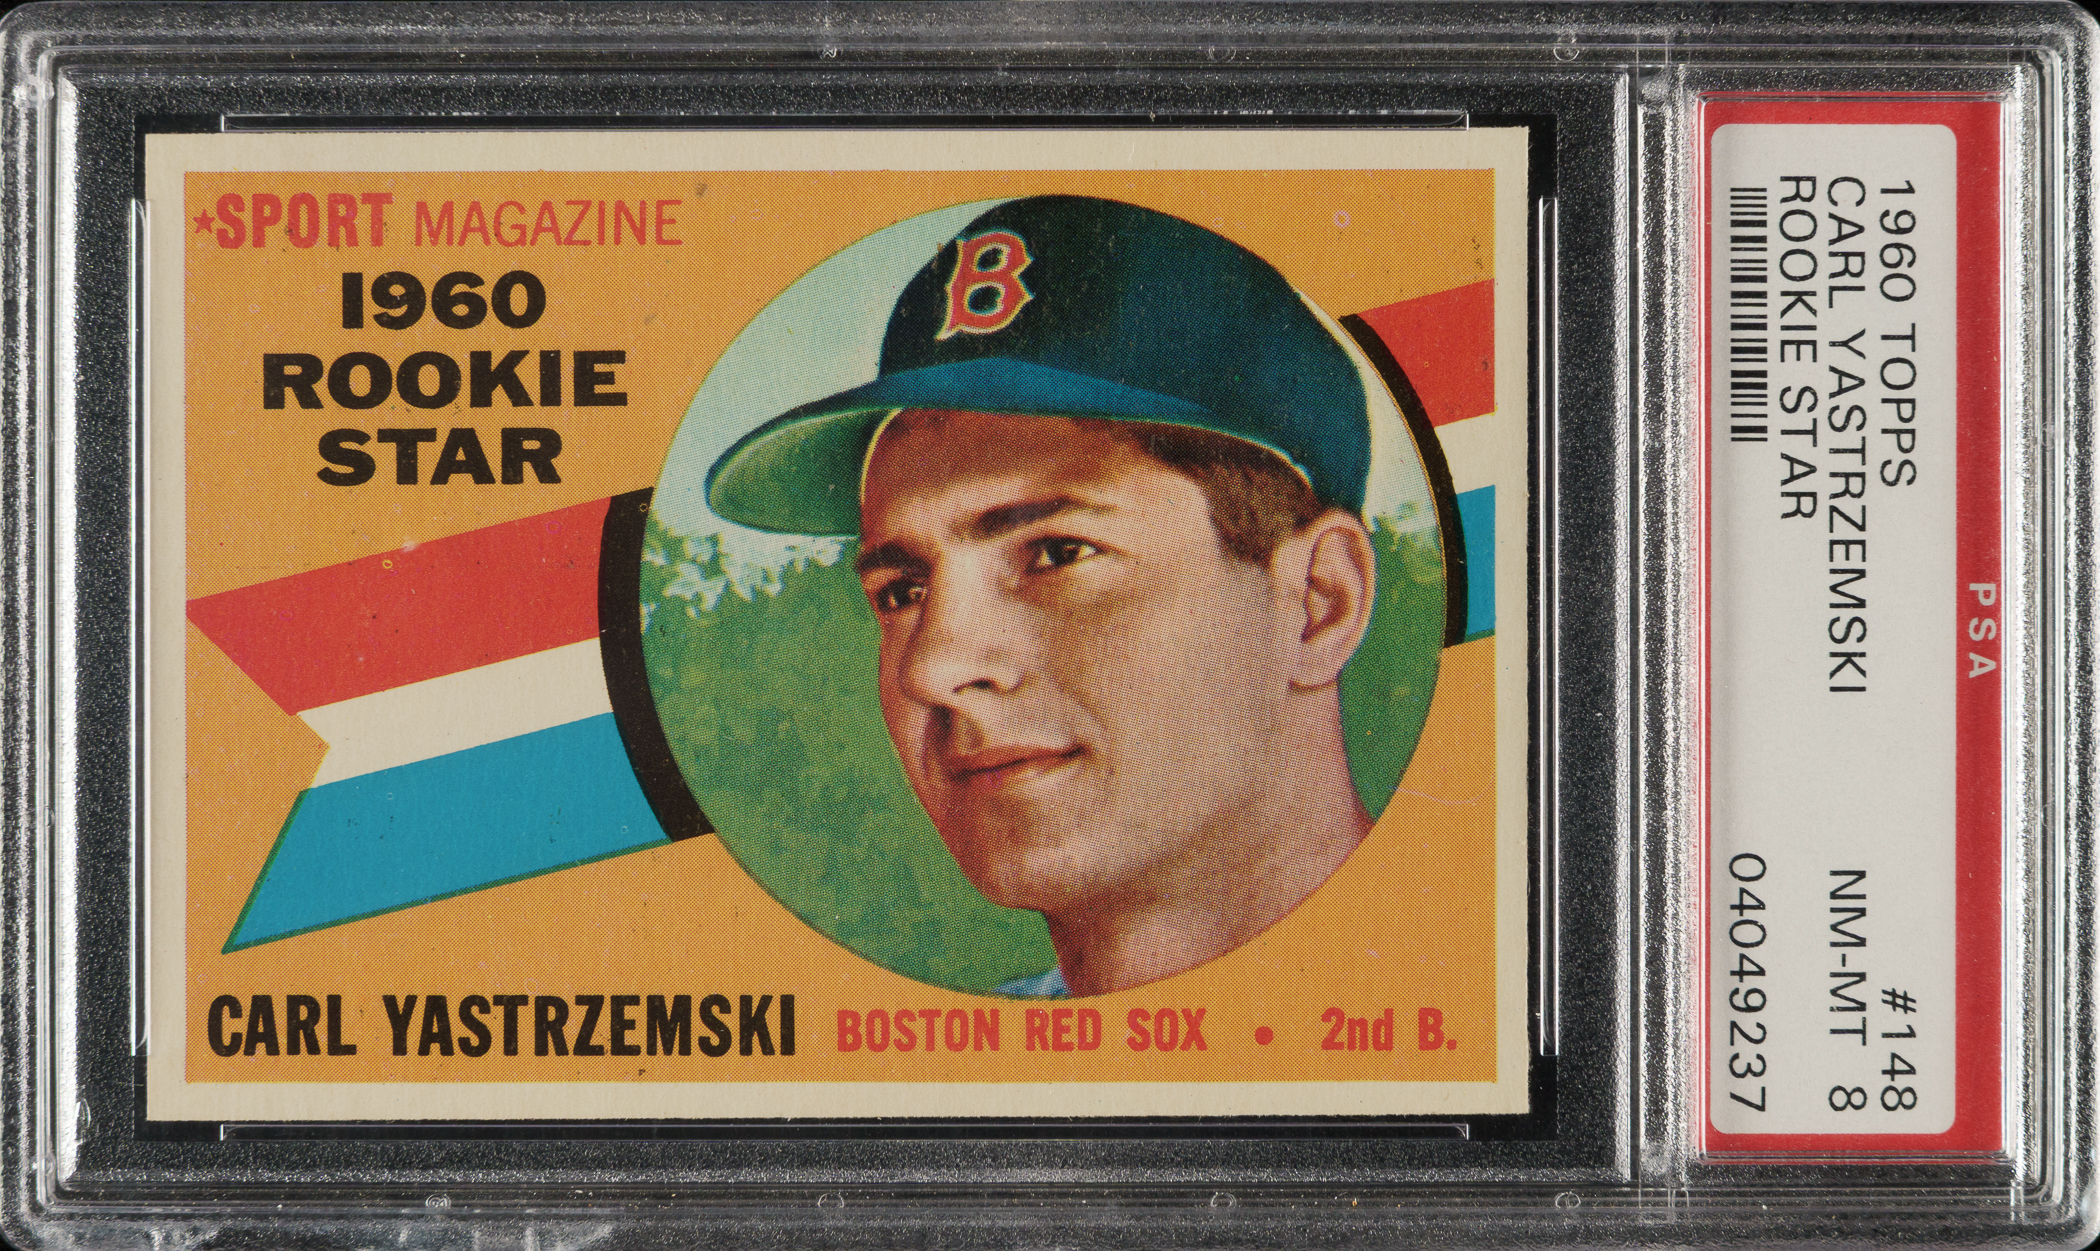 ★SPORT MAGAZINE
1960
ROOKIE
STAR
B
CARL YASTRZEMSKI BOSTON RED SOX • 2nd B.
PSA
1960 TOPPS #148
CARL YASTRZEMSKI NM-MT 8
ROOKIE STAR
04049237